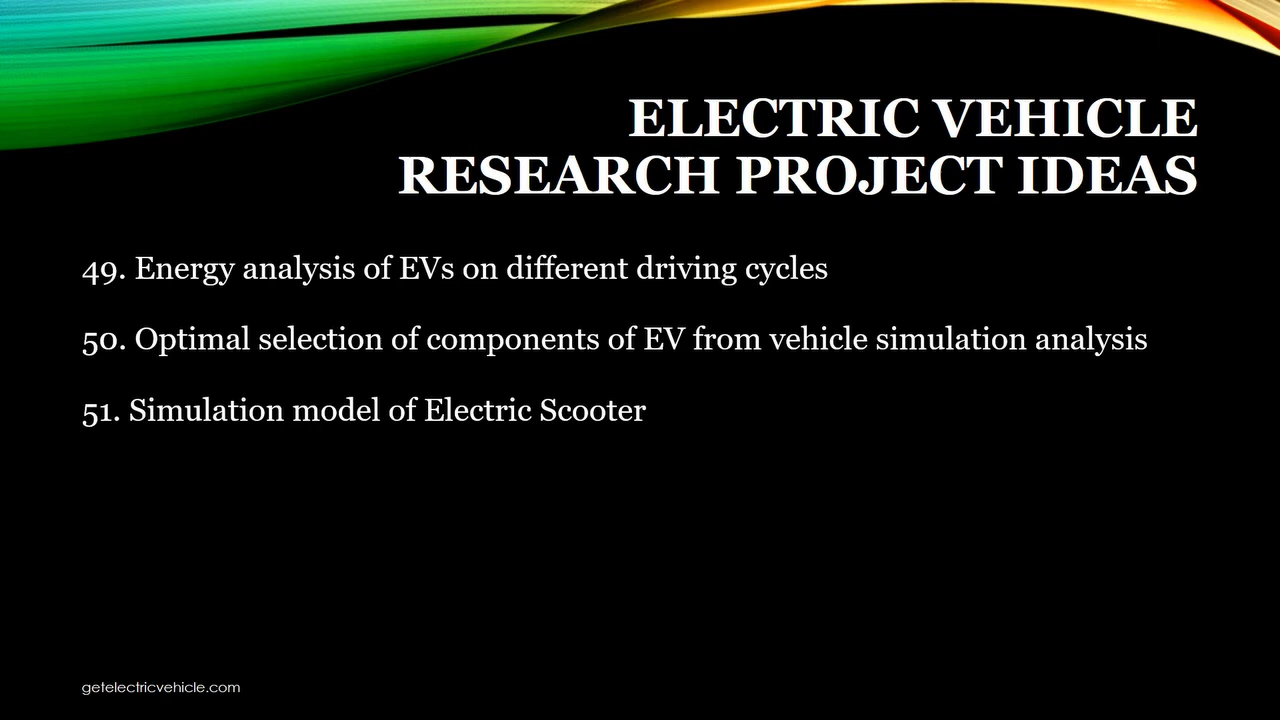 ELECTRIC VEHICLE
RESEARCH PROJECT IDEAS
49. Energy analysis of EVs on different driving cycles
50. Optimal selection of components of EV from vehicle simulation analysis
51. Simulation model of Electric Scooter
getelectricvehicle.com